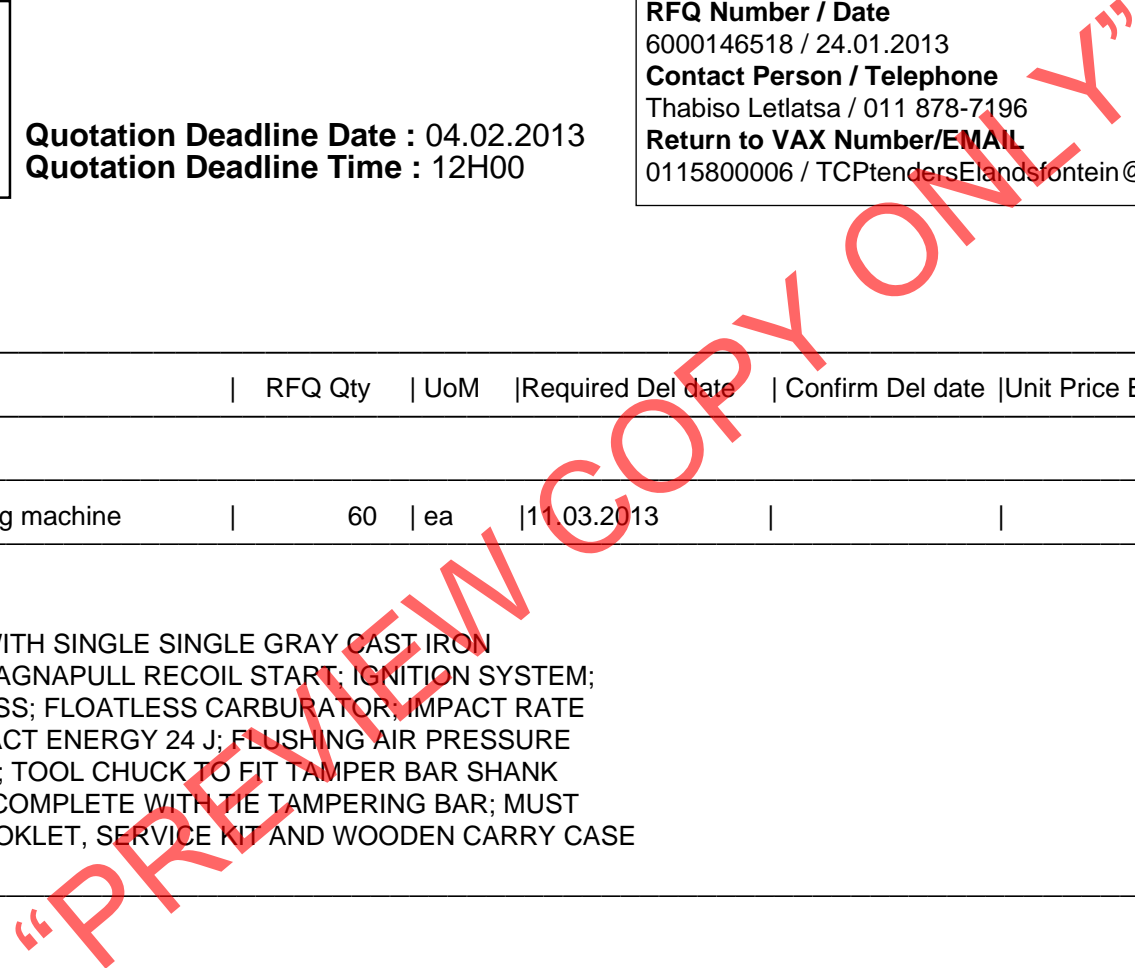 RFQ Number / Date
6000146518 / 24.01.2013
Contact Person / Telephone
Thabiso Letlatsa / 011 878-7196
Return to VAX Number/EMAIL
0115800006 / TCPtendersElandsfontein@
Quotation Deadline Date : 04.02.2013
Quotation Deadline Time : 12H00
| RFQ Qty | UoM |Required Del date | Confirm Del date |Unit Price
g machine | 60 | ea |11.03.2013 | |
WITH SINGLE SINGLE GRAY CAST IRON
AGNAPULL RECOIL START; IGNITION SYSTEM;
SS; FLOATLESS CARBURATOR; IMPACT RATE
ACT ENERGY 24 J; FLUSHING AIR PRESSURE
; TOOL CHUCK TO FIT TAMPER BAR SHANK
COMPLETE WITH TIE TAMPERING BAR; MUST
OKLET, SERVICE KIT AND WOODEN CARRY CASE
“PREVIEW COPY ONLY”